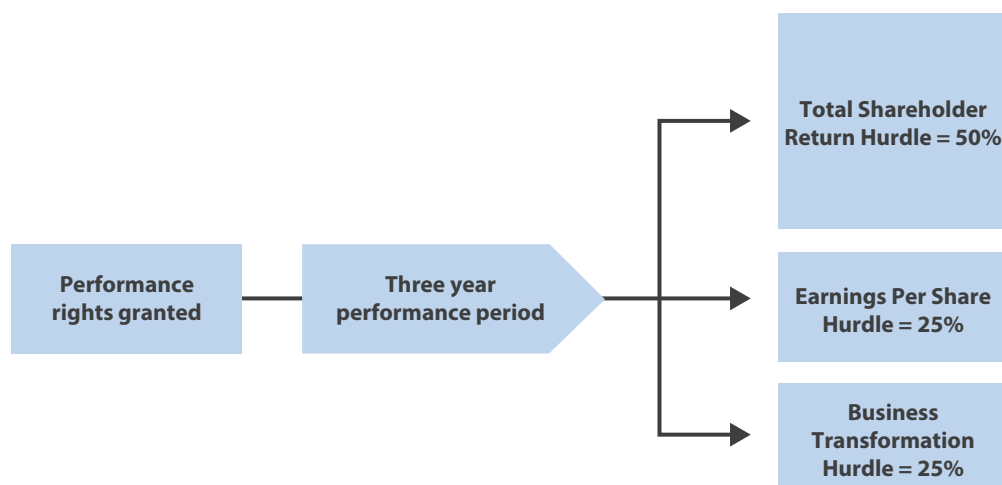 Performance
rights granted
Three year
performance period
Total Shareholder
Return Hurdle = 50%
Earnings Per Share
Hurdle = 25%
Business
Transformation
Hurdle = 25%